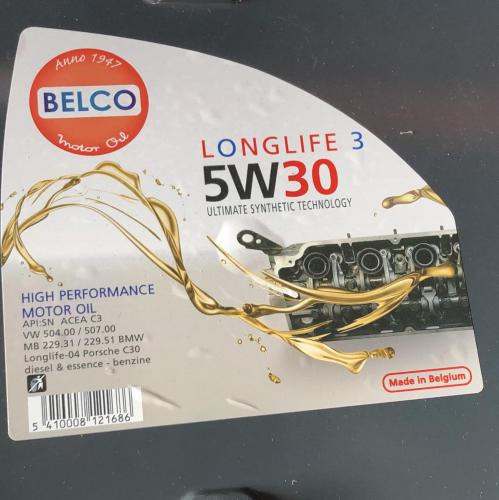 Anno 1947
BELCO
Motor Oil
LONGLIFE 3
5W30
ULTIMATE SYNTHETIC TECHNOLOGY
HIGH PERFORMANCE
MOTOR OIL
API:SN ACEA C3
VW 504.00 / 507.00
MB 229.31 / 229.51 BMW
Longlife-04 Porsche C30
diesel & essence - benzine
5 410008 121686
Made in Belgium